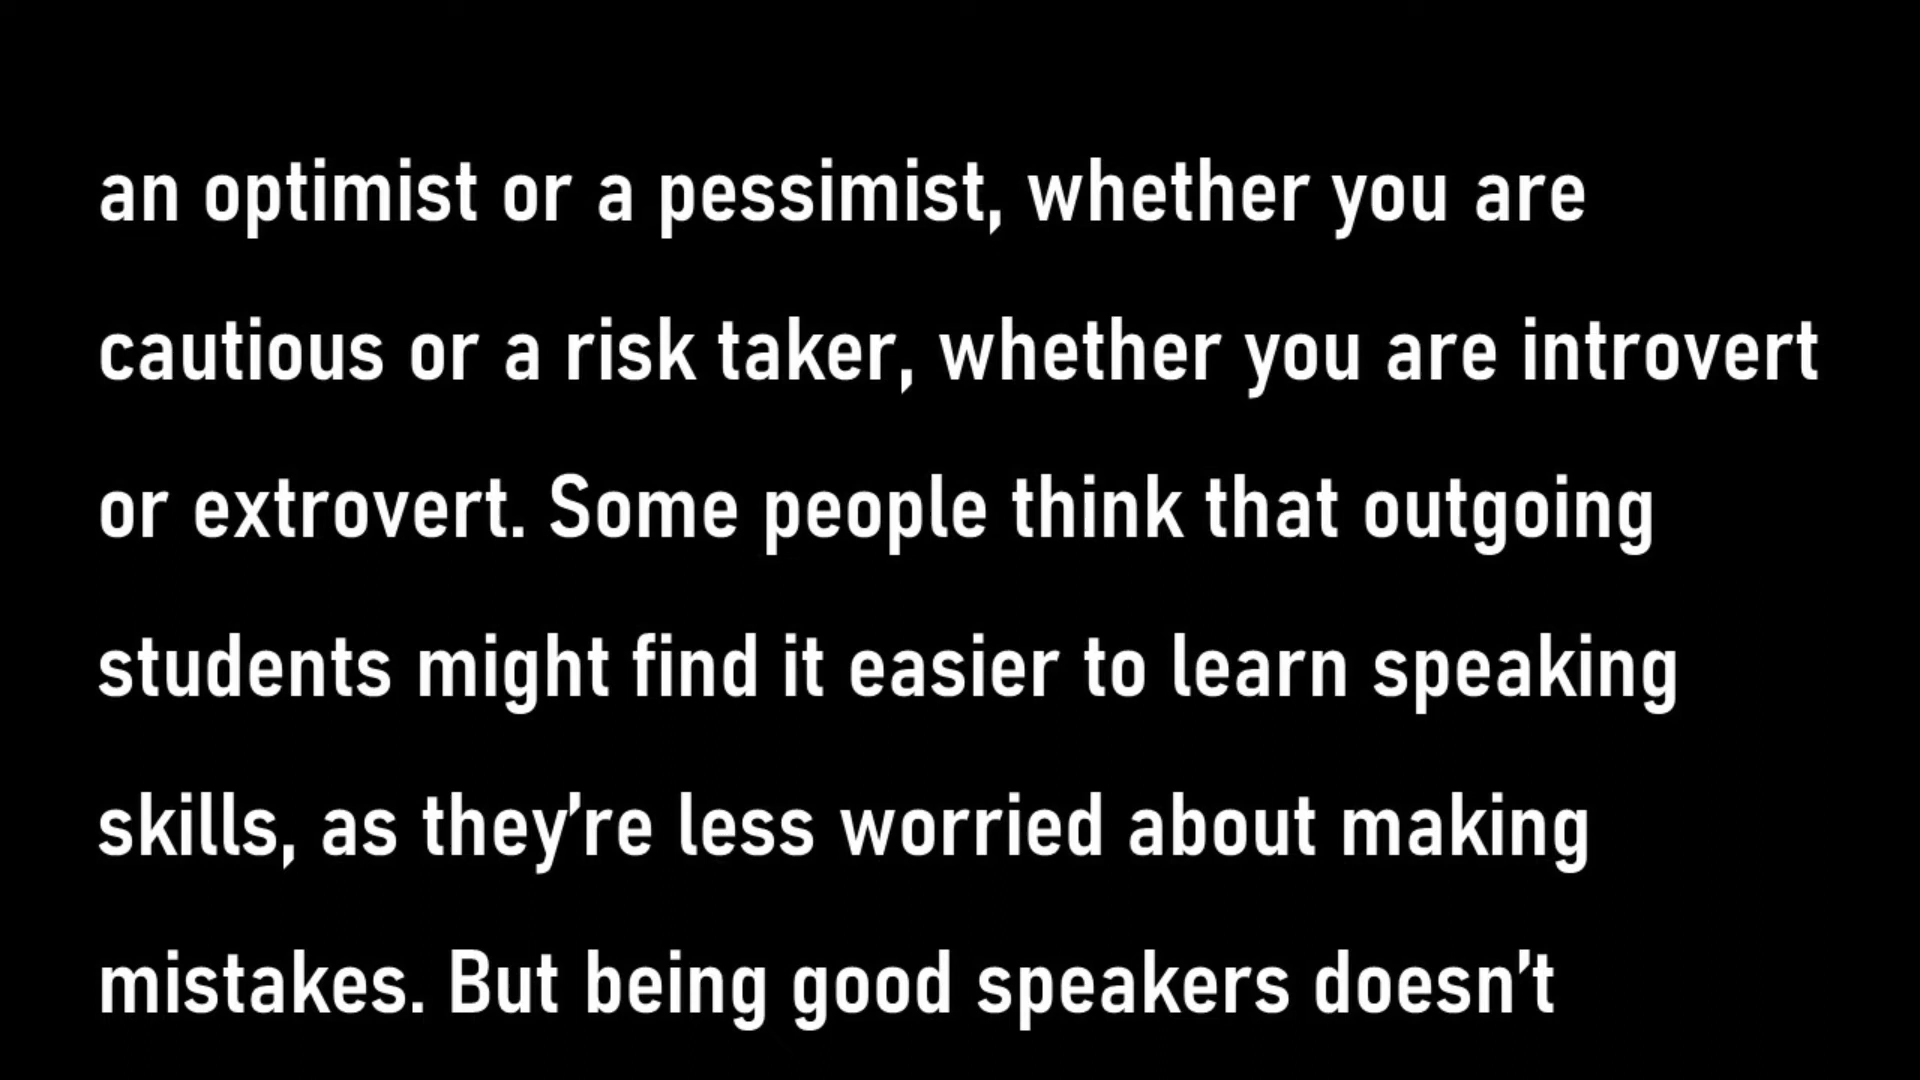 an optimist or a pessimist, whether you are
cautious or a risk taker, whether you are introvert
or extrovert. Some people think that outgoing
students might find it easier to learn speaking
skills, as they’re less worried about making
mistakes. But being good speakers doesn’t